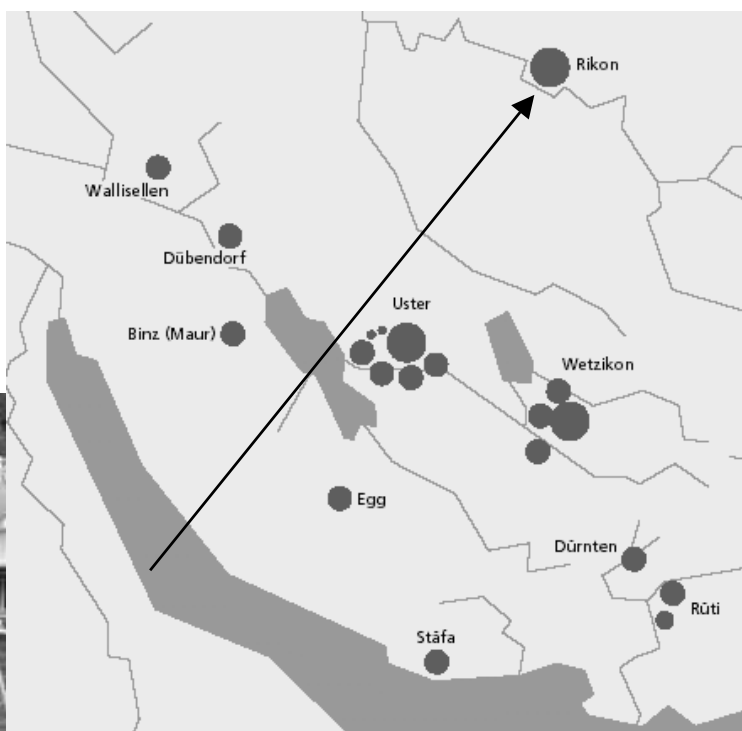 Rikon
Wallisellen
Dübendorf
Uster
Binz (Maur)
Wetzikon
Egg
Dürnten
Rüti
Stäfa